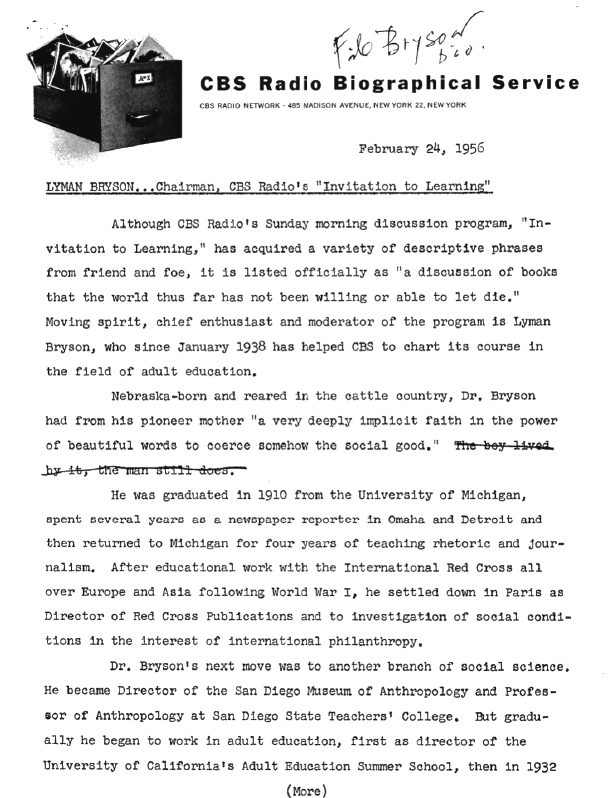 File Bryson
bio.
A-Z
CBS Radio Biographical Service
CBS RADIO NETWORK - 485 MADISON AVENUE, NEW YORK 22, NEW YORK
February 24, 1956
LYMAN BRYSON...Chairman, CBS Radio's "Invitation to Learning"
Although CBS Radio's Sunday morning discussion program, "In-
vitation to Learning," has acquired a variety of descriptive phrases
from friend and foe, it is listed officially as "a discussion of books
that the world thus far has not been willing or able to let die."
Moving spirit, chief enthusiast and moderator of the program is Lyman
Bryson, who since January 1938 has helped CBS to chart its course in
the field of adult education.
Nebraska-born and reared in the cattle country, Dr. Bryson
had from his pioneer mother "a very deeply implicit faith in the power
of beautiful words to coerce somehow the social good." The boy lived
by it, the man still does.
He was graduated in 1910 from the University of Michigan,
spent several years as a newspaper reporter in Omaha and Detroit and
then returned to Michigan for four years of teaching rhetoric and jour-
nalism. After educational work with the International Red Cross all
over Europe and Asia following World War I, he settled down in Paris as
Director of Red Cross Publications and to investigation of social condi-
tions in the interest of international philanthropy.
Dr. Bryson's next move was to another branch of social science.
He became Director of the San Diego Museum of Anthropology and Profes-
sor of Anthropology at San Diego State Teachers' College. But gradu-
ally he began to work in adult education, first as director of the
University of California's Adult Education Summer School, then in 1932
(More)